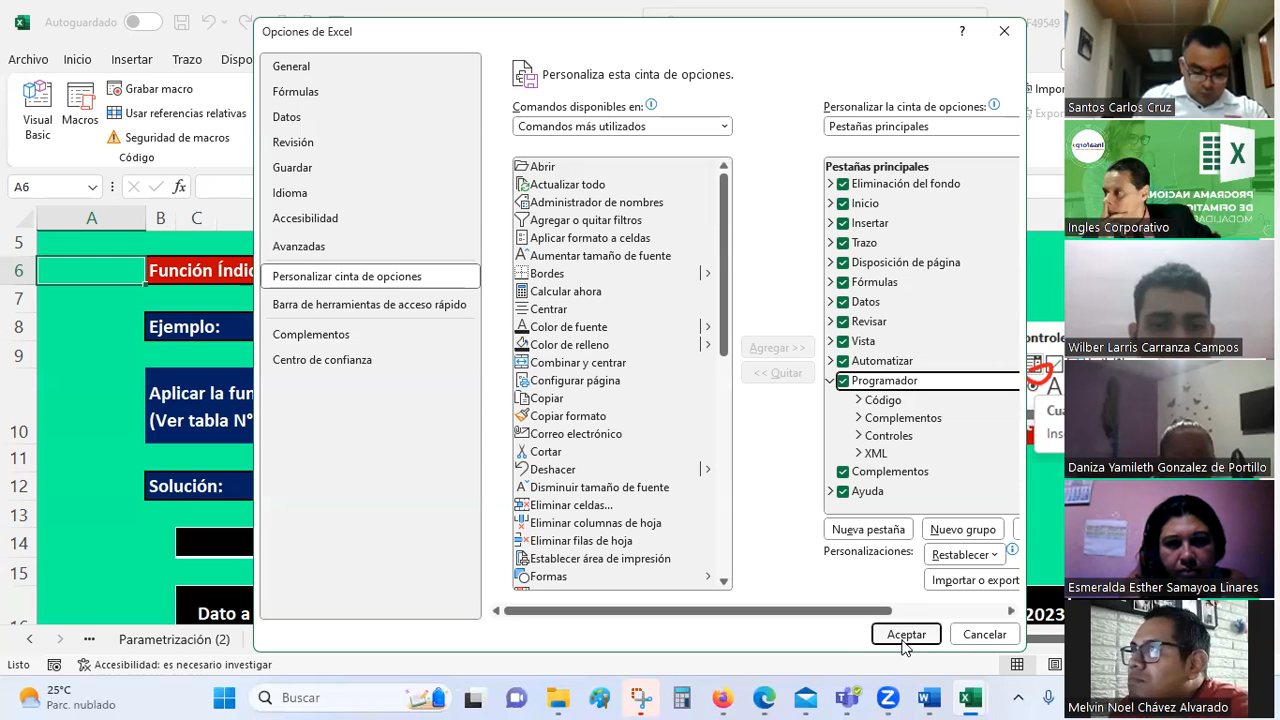 Autoguardado
F49549
Archivo
Inicio
Insertar
Trazo
Visual
Basic
Macros
Grabar macro
Usar referencias relativas
Seguridad de macros
Código
A6
A
B
C
5
6
7
8
9
10
11
12
13
14
15
Función
Ejemplo:
Aplicar la
(Ver tabla
Solución:
Dato a
2023
Opciones de Excel
?
General
Fórmulas
Datos
Revisión
Guardar
Idioma
Accesibilidad
Avanzadas
Personalizar cinta de opciones
Barra de herramientas de acceso rápido
Complementos
Centro de confianza
Personaliza esta cinta de opciones.
Comandos disponibles en:
Comandos más utilizados
Abrir
Actualizar todo
Administrador de nombres
Agregar o quitar filtros
Aplicar formato a celdas
Aumentar tamaño de fuente
Bordes
Calcular ahora
Centrar
Color de fuente
Color de relleno
Combinar y centrar
Configurar página
Copiar
Copiar formato
Correo electrónico
Cortar
Deshacer
Disminuir tamaño de fuente
Eliminar celdas...
Eliminar columnas de hoja
Eliminar filas de hoja
Establecer área de impresión
Formas
Agregar >>
<< Quitar
Personalizar la cinta de opciones:
Pestañas principales
Pestañas principales
Eliminación del fondo
Inicio
Insertar
Trazo
Disposición de página
Fórmulas
Datos
Revisar
Vista
Automatizar
Programador
Código
Complementos
Controles
XML
Complementos
Ayuda
Nueva pestaña
Nuevo grupo
Personalizaciones:
Restablecer
Importar o export
Aceptar
Cancelar
Parametrización (2)
Listo
Accesibilidad: es necesario investigar
25°C
Parc. nublado
Buscar
Santos Carlos Cruz
PROGRAMA NACION
DE OFIMATIC
MODALIDAD
Ingles Corporativo
Wilber Larris Carranza Campos
Daniza Yamileth Gonzalez de Portillo
Esmeralda Esther Samayoa Linares
Melvin Noel Chávez Alvarado